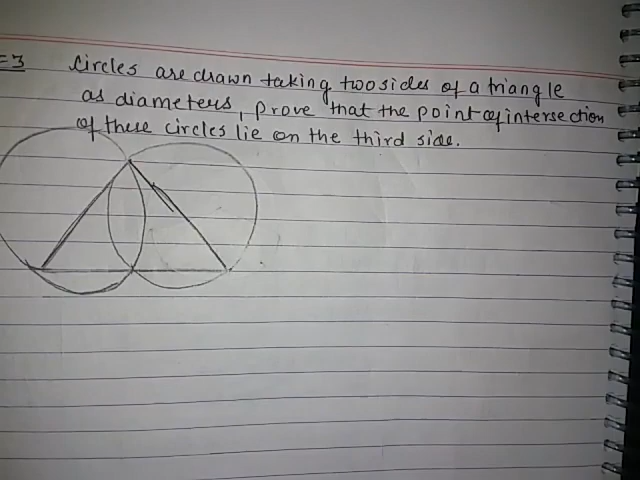 =3 Circles are drawn taking two sides of a triangle
as diameters, prove that the point of intersection
of these circles lie on the third side.